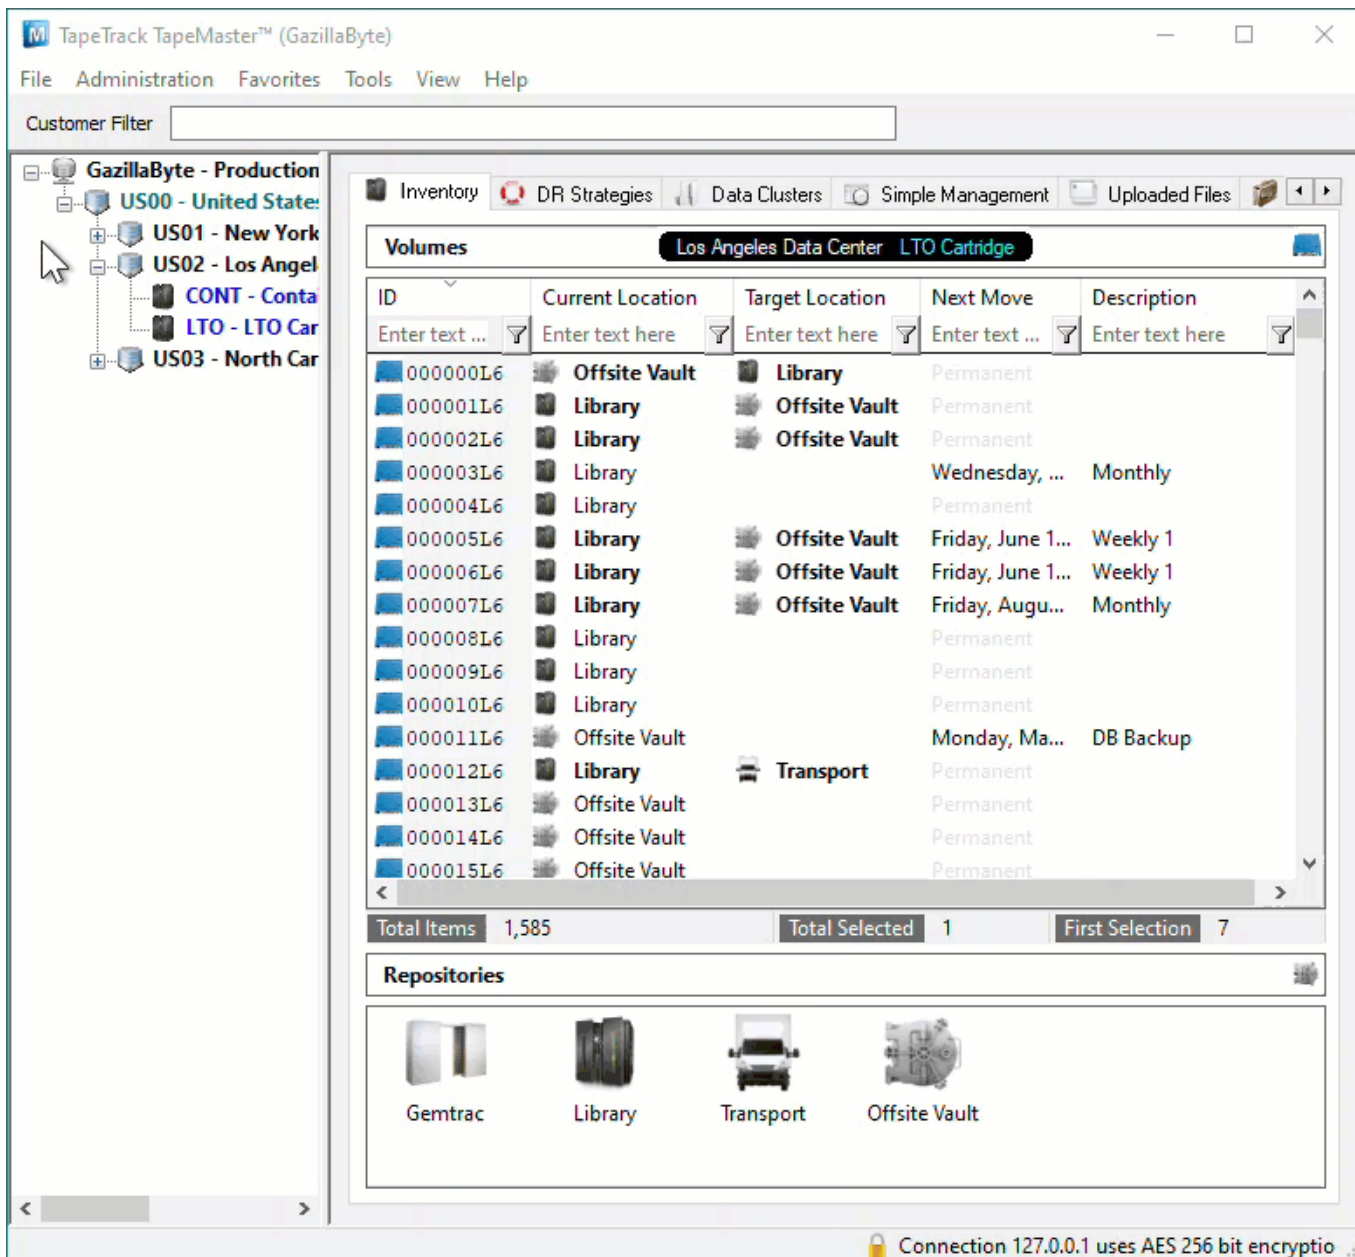 TapeTrack TapeMaster™ (GazillaByte)
File Administration Favorites Tools View Help
Customer Filter
GazillaByte - Production
US00 - United State
US01 - New York
US02 - Los Angel
CONT - Conta
LTO - LTO Car
US03 - North Car
Inventory DR Strategies Data Clusters Simple Management Uploaded Files
Volumes Los Angeles Data Center LTO Cartridge
ID Current Location Target Location Next Move Description
Enter text ... Enter text here Enter text here Enter text ... Enter text here
000000L6 Offsite Vault Library Permanent
000001L6 Library Offsite Vault Permanent
000002L6 Library Offsite Vault Permanent
000003L6 Library Wednesday, ... Monthly
000004L6 Library Permanent
000005L6 Library Offsite Vault Friday, June 1... Weekly 1
000006L6 Library Offsite Vault Friday, June 1... Weekly 1
000007L6 Library Offsite Vault Friday, Augu... Monthly
000008L6 Library Permanent
000009L6 Library Permanent
000010L6 Library Permanent
000011L6 Offsite Vault Monday, Ma... DB Backup
000012L6 Library Transport Permanent
000013L6 Offsite Vault Permanent
000014L6 Offsite Vault Permanent
000015L6 Offsite Vault Permanent
Total Items 1,585 Total Selected 1 First Selection 7
Repositories
Gemtrac Library Transport Offsite Vault
Connection 127.0.0.1 uses AES 256 bit encryptio